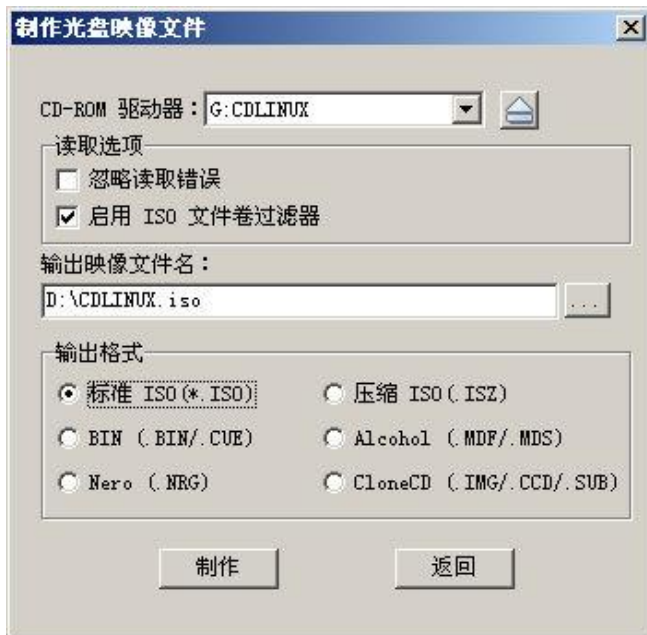 制作光盘映像文件
CD-ROM 驱动器：G:CDLINUX
读取选项
忽略读取错误
启用 ISO 文件卷过滤器
输出映像文件名：
D:\CDLINUX.iso
...
输出格式
标准 ISO(*.ISO) 压缩 ISO(.ISZ)
BIN (.BIN/.CUE) Alcohol (.MDF/.MDS)
Nero (.NRG) CloneCD (.IMG/.CCD/.SUB)
制作 返回